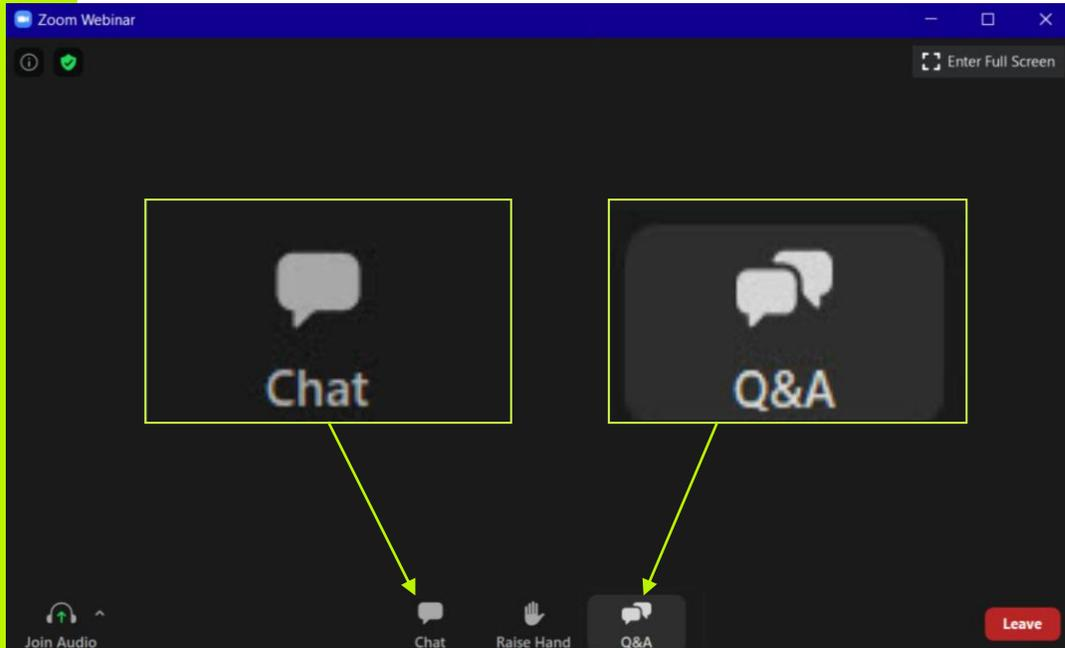 Zoom Webinar
Enter Full Screen
Chat
Q&A
Join Audio
Chat
Raise Hand
Q&A
Leave